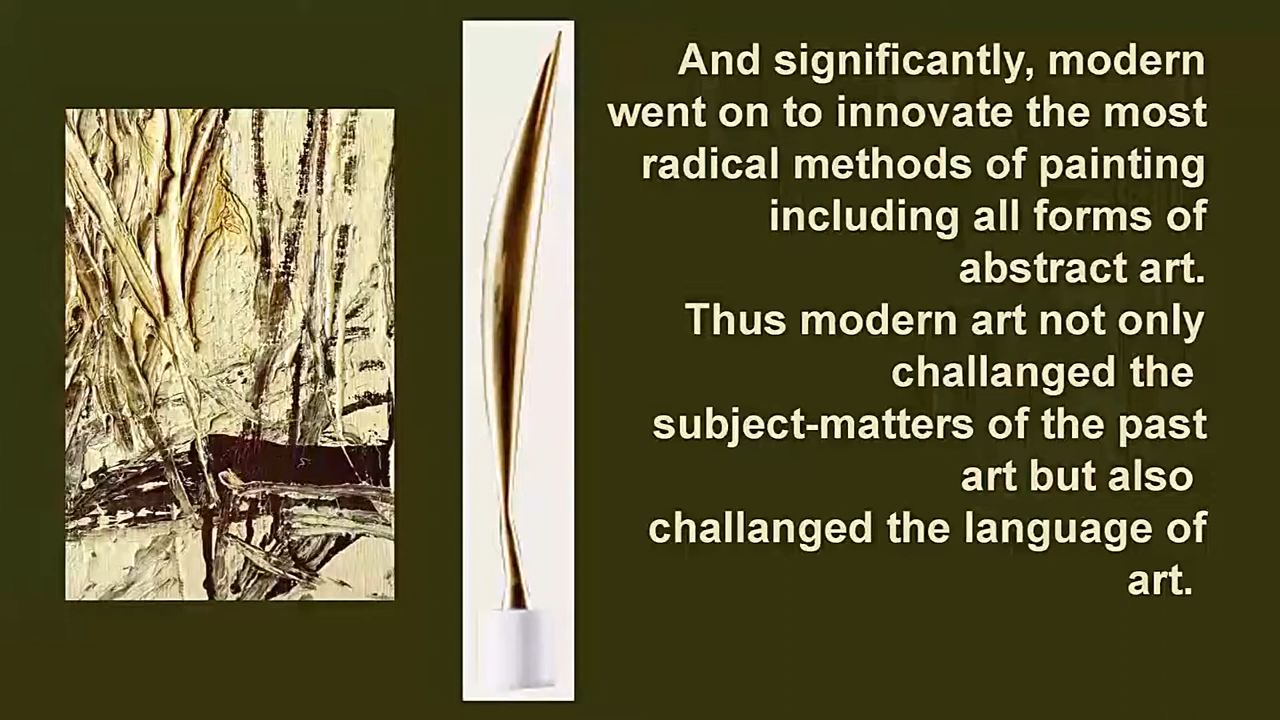 And significantly, modern
went on to innovate the most
radical methods of painting
including all forms of
abstract art.
Thus modern art not only
challanged the
subject-matters of the past
art but also
challanged the language of
art.